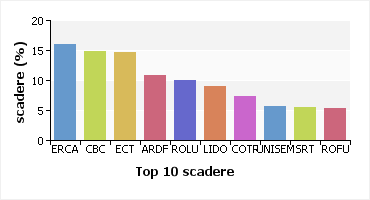 20
15
10
5
0
scadere (%)
ERCA CBC ECT ARDF ROLU LIDO COTR UNISEM SRT ROFU
Top 10 scadere